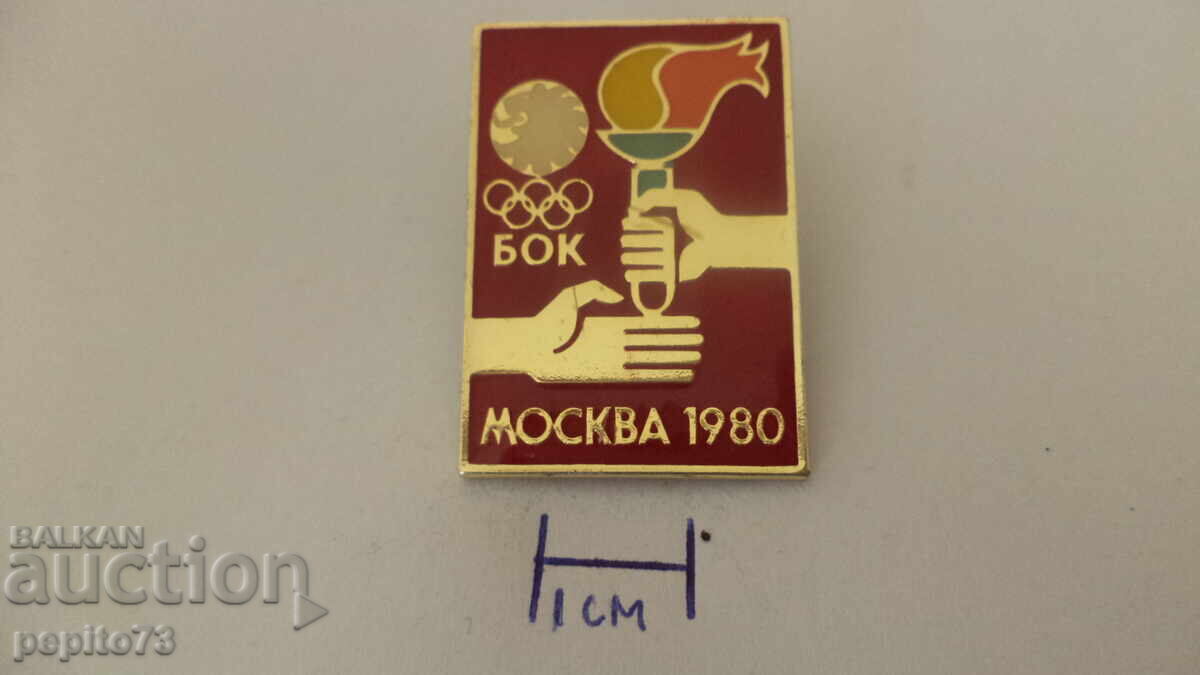 БОК
МОСКВА 1980
1 см
BALKAN
auction
pepito73